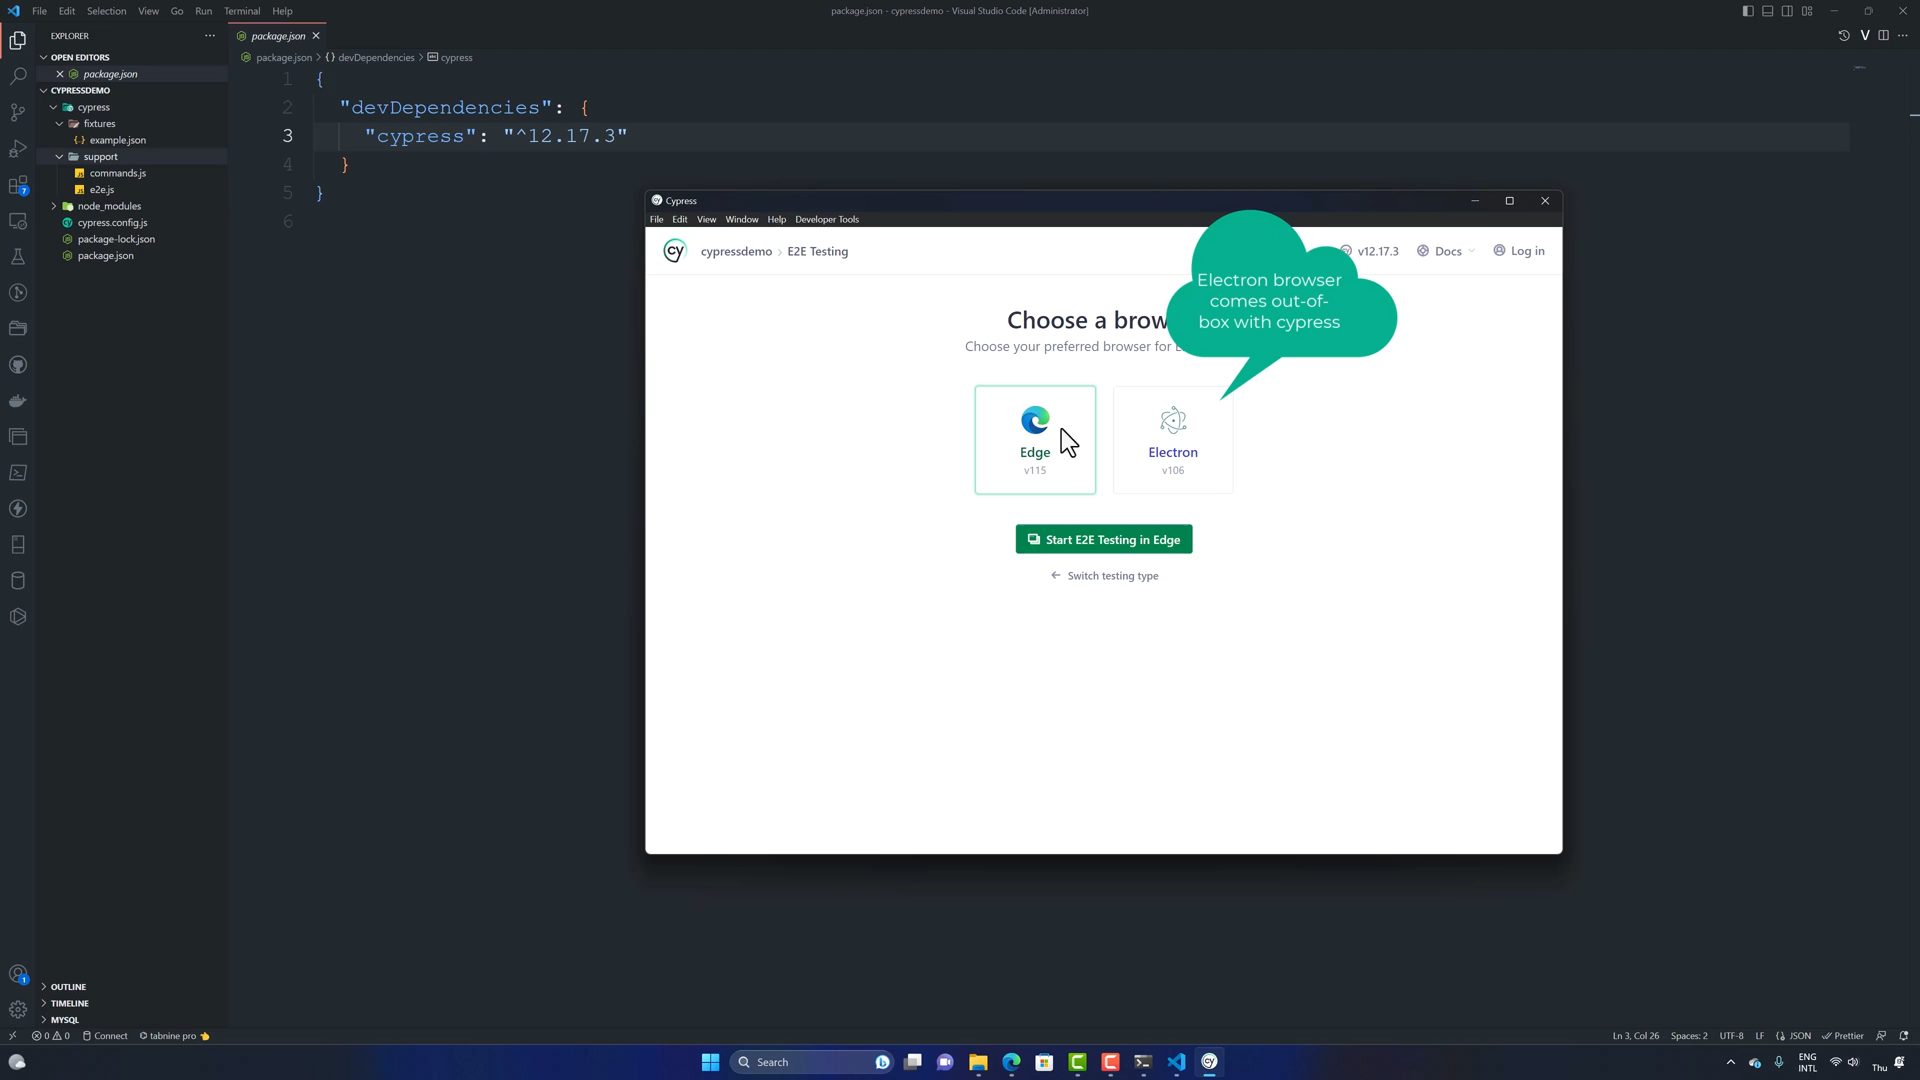 File Edit Selection View Go Run Terminal Help
package.json - cypressdemo - Visual Studio Code [Administrator]
EXPLORER
package.json
V
OPEN EDITORS
package.json
CYPRESSDEMO
cypress
fixtures
example.json
support
commands.js
e2e.js
node_modules
cypress.config.js
package-lock.json
package.json
package.json > {} devDependencies > cypress
1 {
2 "devDependencies": {
3 "cypress": "^12.17.3"
4 }
5 }
6
7
Cypress
File Edit View Window Help Developer Tools
cy cypressdemo > E2E Testing
v12.17.3 Docs Log in
Electron browser
comes out-of-
box with cypress
Choose a brow
Choose your preferred browser for
Edge
v115
Electron
v106
Start E2E Testing in Edge
Switch testing type
1
OUTLINE
TIMELINE
MYSQL
0 0 Connect tabnine pro
Ln 3, Col 26 Spaces: 2 UTF-8 LF {} JSON Prettier
Search
ENG
INTL
Thu